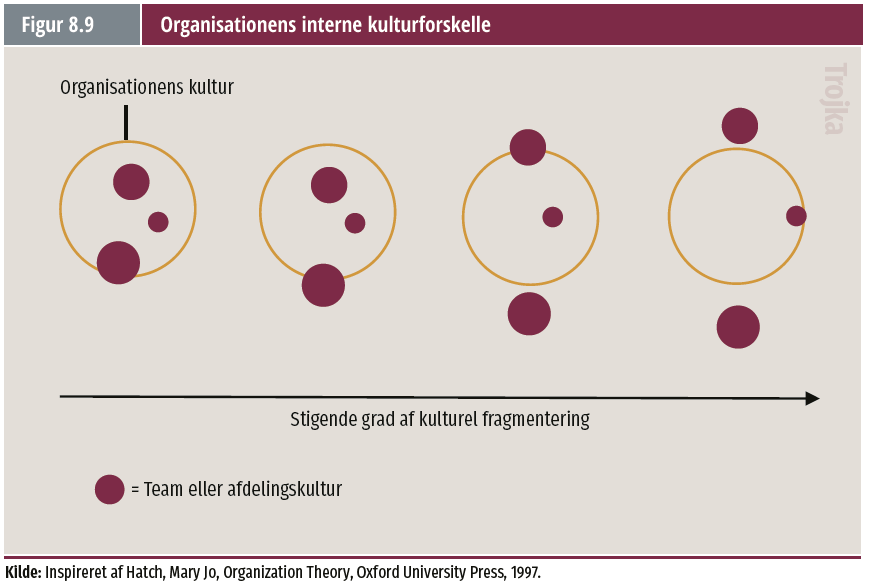 Figur 8.9
Organisationens interne kulturforskelle
Trojka
Organisationens kultur
Stigende grad af kulturel fragmentering
= Team eller afdelingskultur
Kilde: Inspireret af Hatch, Mary Jo, Organization Theory, Oxford University Press, 1997.